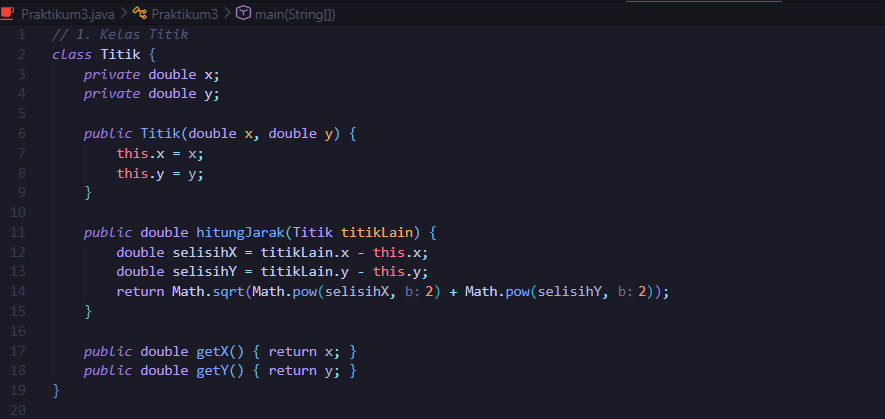 Praktikum3.java > Praktikum3 > main(String[])
1 // 1. Kelas Titik
2 class Titik {
3     private double x;
4     private double y;
5
6     public Titik(double x, double y) {
7         this.x = x;
8         this.y = y;
9     }
10
11     public double hitungJarak(Titik titikLain) {
12         double selisihX = titikLain.x - this.x;
13         double selisihY = titikLain.y - this.y;
14         return Math.sqrt(Math.pow(selisihX, b: 2) + Math.pow(selisihY, b: 2));
15     }
16
17     public double getX() { return x; }
18     public double getY() { return y; }
19 }
20